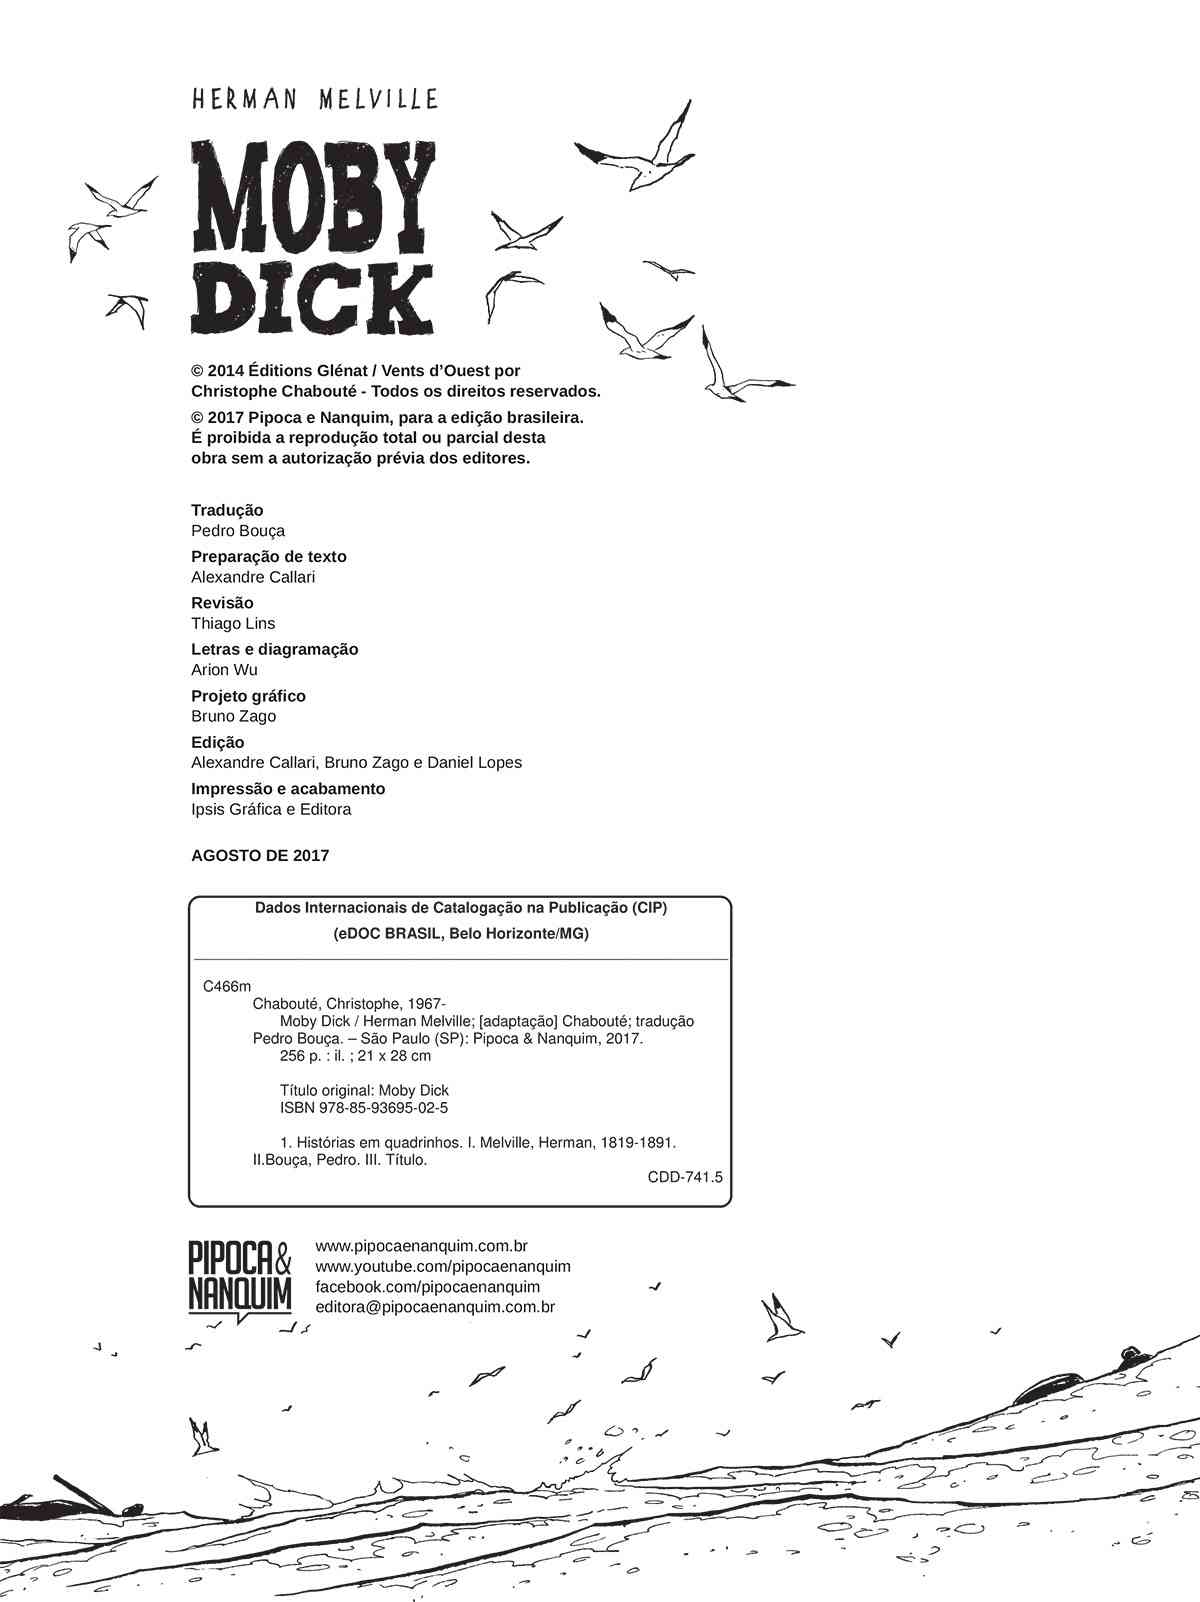 HERMAN MELVILLE
MOBY
DICK
© 2014 Éditions Glénat / Vents d’Ouest por
Christophe Chabouté - Todos os direitos reservados.
© 2017 Pipoca e Nanquim, para a edição brasileira.
É proibida a reprodução total ou parcial desta
obra sem a autorização prévia dos editores.
Tradução
Pedro Bouça
Preparação de texto
Alexandre Callari
Revisão
Thiago Lins
Letras e diagramação
Arion Wu
Projeto gráfico
Bruno Zago
Edição
Alexandre Callari, Bruno Zago e Daniel Lopes
Impressão e acabamento
Ipsis Gráfica e Editora
AGOSTO DE 2017
Dados Internacionais de Catalogação na Publicação (CIP)
(eDOC BRASIL, Belo Horizonte/MG)
C466m
Chabouté, Christophe, 1967-
Moby Dick / Herman Melville; [adaptação] Chabouté; tradução
Pedro Bouça. – São Paulo (SP): Pipoca & Nanquim, 2017.
256 p. : il. ; 21 x 28 cm
Título original: Moby Dick
ISBN 978-85-93695-02-5
1. Histórias em quadrinhos. I. Melville, Herman, 1819-1891.
II.Bouça, Pedro. III. Título.
CDD-741.5
PIPOCA &
NANQUIM
www.pipocaenanquim.com.br
www.youtube.com/pipocaenanquim
facebook.com/pipocaenanquim
editora@pipocaenanquim.com.br